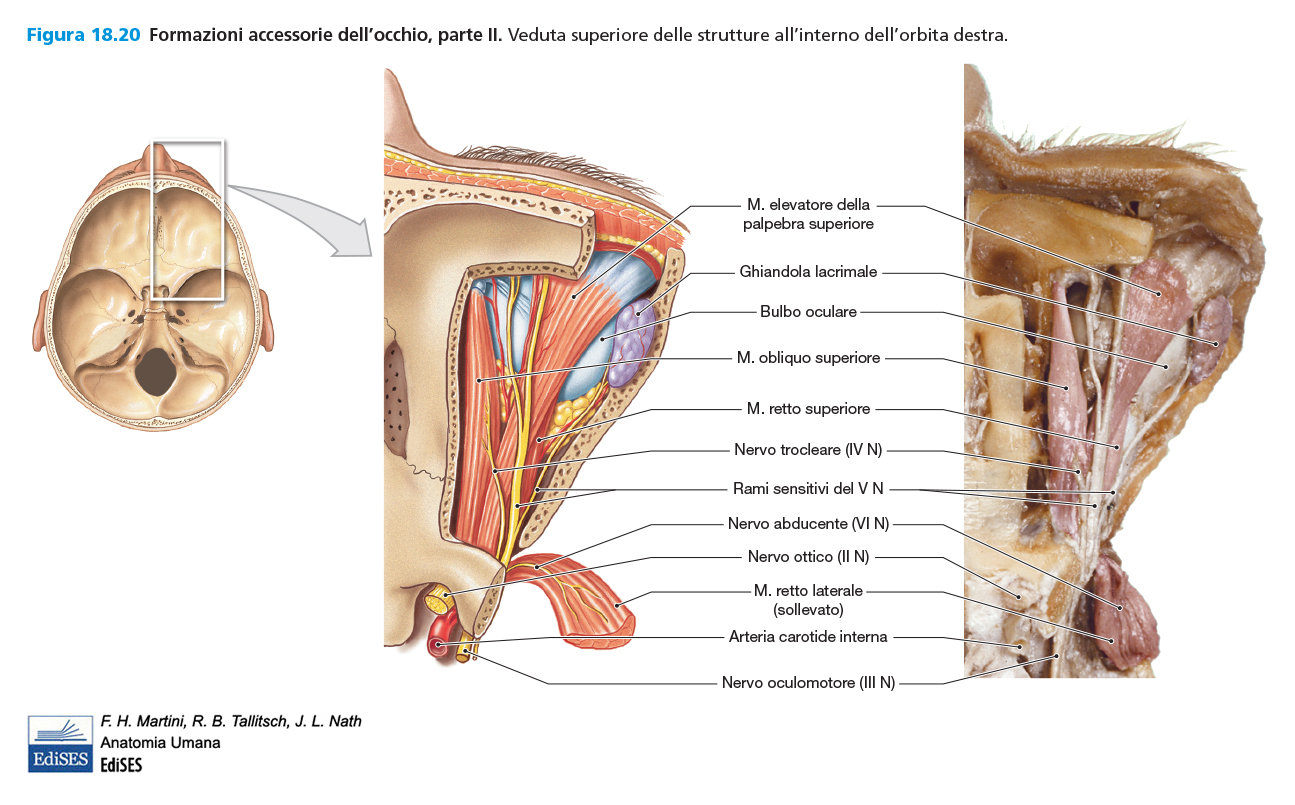 Figura 18.20 Formazioni accessorie dell'occhio, parte II. Veduta superiore delle strutture all'interno dell'orbita destra.
M. elevatore della
palpebra superiore
Ghiandola lacrimale
Bulbo oculare
M. obliquo superiore
M. retto superiore
Nervo trocleare (IV N)
Rami sensitivi del V N
Nervo abducente (VI N)
Nervo ottico (II N)
M. retto laterale
(sollevato)
Arteria carotide interna
Nervo oculomotore (III N)
F. H. Martini, R. B. Tallitsch, J. L. Nath
Anatomia Umana
EdiSES
EdiSES